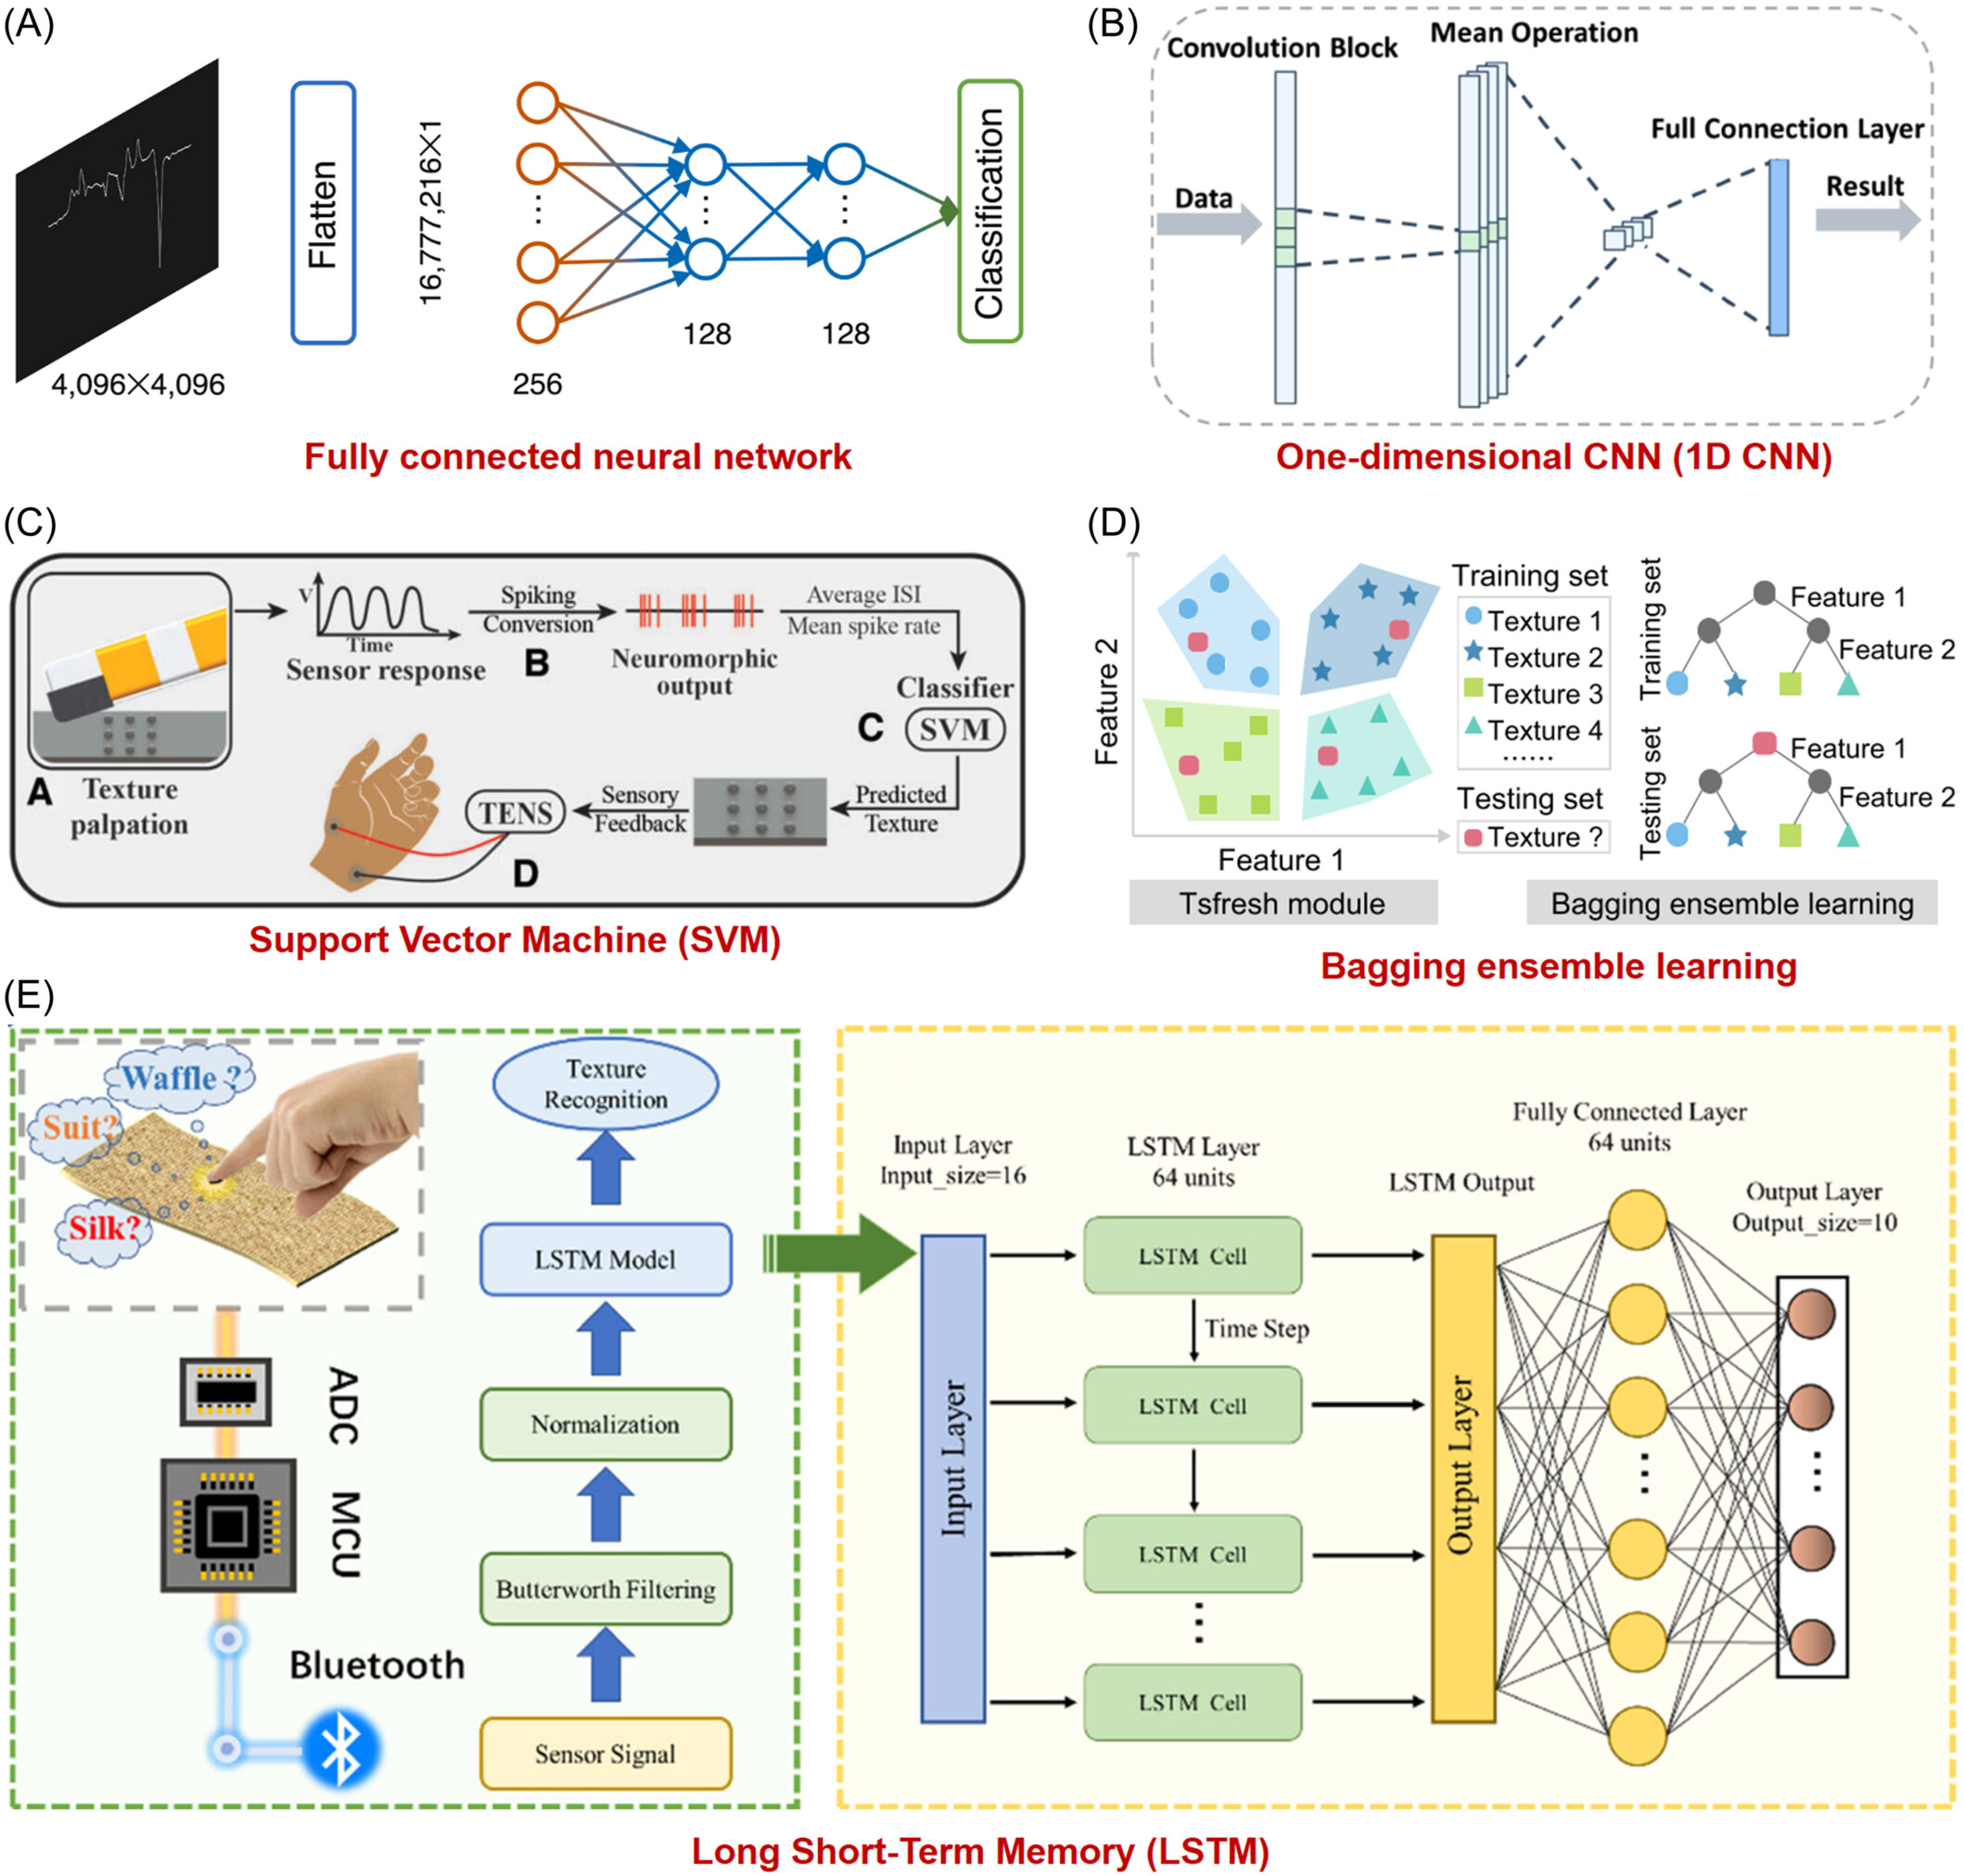 (A)
Flatten
16,7777,216×1
Classification
128
128
4,096×4,096
256
Fully connected neural network
(B)
Convolution Block
Mean Operation
Full Connection Layer
Data
Result
One-dimensional CNN (1D CNN)
(C)
V
Time
Sensor response
Spiking
Conversion
B
Neuromorphic
output
Average ISI
Mean spike rate
Classifier
C
SVM
A
Texture
palpation
TENS
D
Sensory
Feedback
Predicted
Texture
Support Vector Machine (SVM)
(D)
Feature 2
Feature 1
Training set
Texture 1
Texture 2
Texture 3
Texture 4
......
Testing set
Texture ?
Training set
Feature 1
Feature 2
Testing set
Feature 1
Feature 2
Tsfresh module
Bagging ensemble learning
Bagging ensemble learning
(E)
Waffle ?
Suit?
Silk?
ADC
MCU
Bluetooth
Texture
Recognition
LSTM Model
Normalization
Butterworth Filtering
Sensor Signal
Input Layer
Input_size=16
LSTM Layer
64 units
LSTM Output
Fully Connected Layer
64 units
Output Layer
Output_size=10
Input Layer
LSTM Cell
Time Step
LSTM Cell
LSTM Cell
LSTM Cell
Output Layer
Long Short-Term Memory (LSTM)